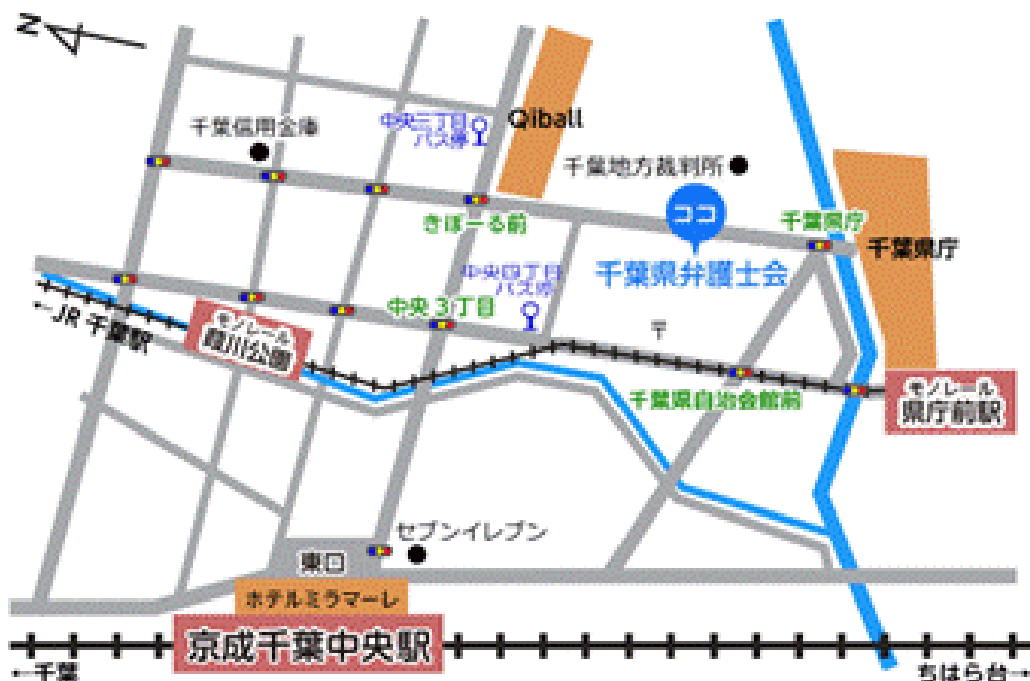 N
千葉信用金庫
中央三丁目
バス停
Qiball
千葉地方裁判所
ココ
千葉県弁護士会
千葉県庁
千葉県庁
きぼーる前
中央四丁目
バス停
中央3丁目
〒
←JR 千葉駅
モノレール
葭川公園
千葉県自治会館前
モノレール
県庁前駅
セブンイレブン
東口
ホテルミラマーレ
京成千葉中央駅
←千葉
ちはら台→